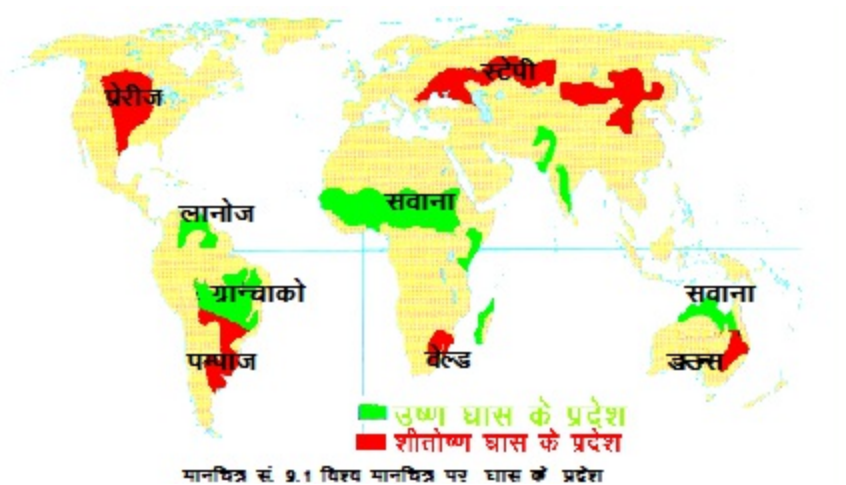 प्रेरीज
स्टेपी
लानोज
सवाना
ग्रान्चाको
सवाना
पम्पाज
वेल्ड
डाउन्स
उष्ण घास के प्रदेश
शीतोष्ण घास के प्रदेश
मानचित्र सं. 9.1 विश्व मानचित्र पर घास के प्रदेश